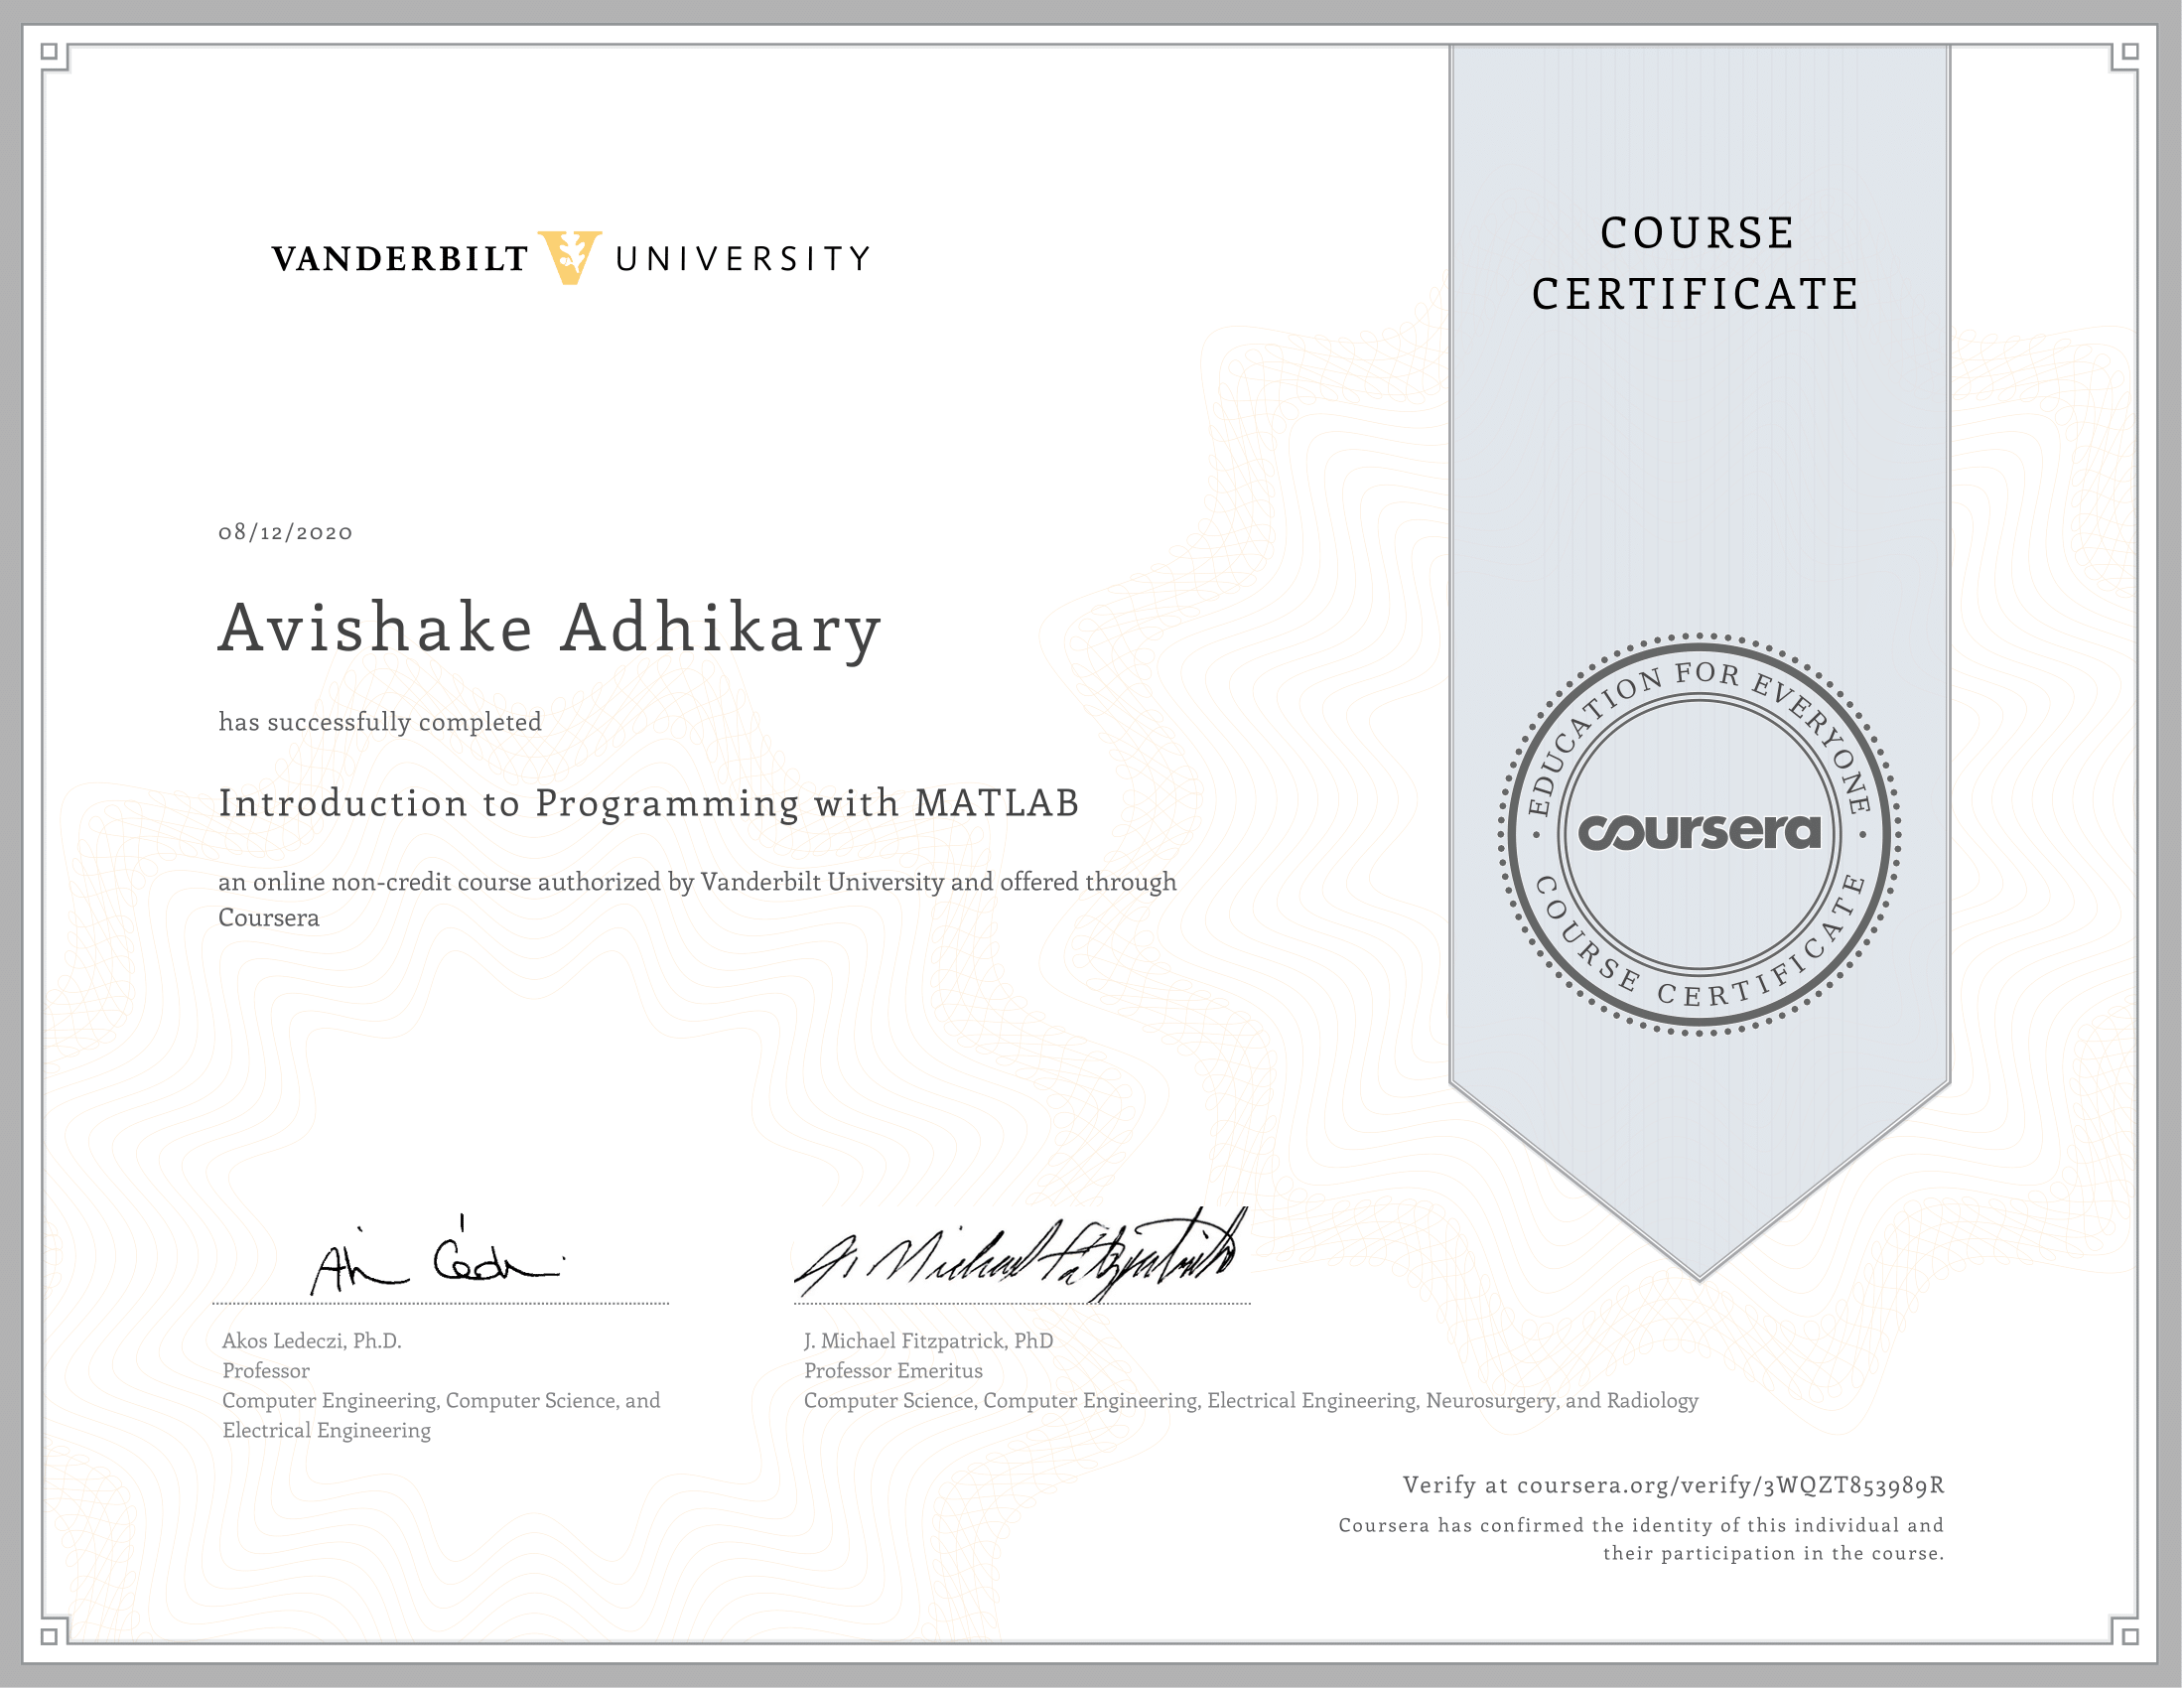 VANDERBILT UNIVERSITY
COURSE
CERTIFICATE
08/12/2020
Avishake Adhikary
has successfully completed
Introduction to Programming with MATLAB
an online non-credit course authorized by Vanderbilt University and offered through
Coursera
EDUCATION FOR EVERYONE
coursera
COURSE CERTIFICATE
J. Michael Fitzpatrick
Akos Ledeczi, Ph.D.
Professor
Computer Engineering, Computer Science, and
Electrical Engineering
J. Michael Fitzpatrick, PhD
Professor Emeritus
Computer Science, Computer Engineering, Electrical Engineering, Neurosurgery, and Radiology
Verify at coursera.org/verify/3WQZT853989R
Coursera has confirmed the identity of this individual and
their participation in the course.